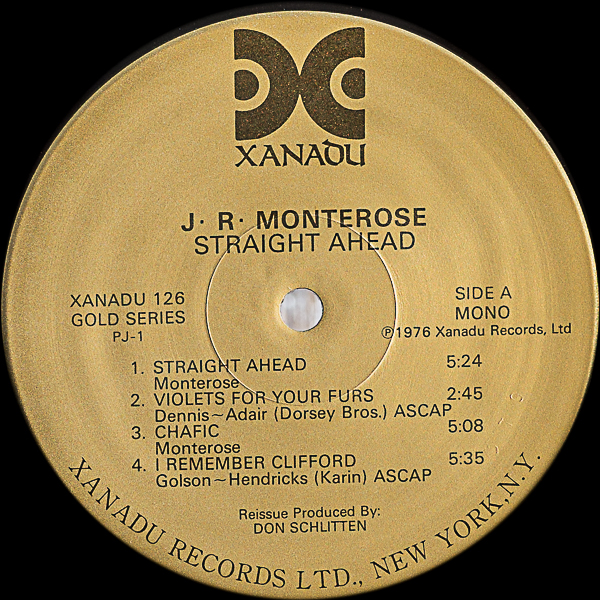 XANADU
J· R· MONTEROSE
STRAIGHT AHEAD
XANADU 126
GOLD SERIES
PJ-1
SIDE A
MONO
℗1976 Xanadu Records, Ltd
1. STRAIGHT AHEAD 5:24
Monterose
2. VIOLETS FOR YOUR FURS 2:45
Dennis~Adair (Dorsey Bros.) ASCAP
3. CHAFIC 5:08
Monterose
4. I REMEMBER CLIFFORD 5:35
Golson~Hendricks (Karin) ASCAP
Reissue Produced By:
DON SCHLITTEN
XANADU RECORDS LTD., NEW YORK,N.Y.